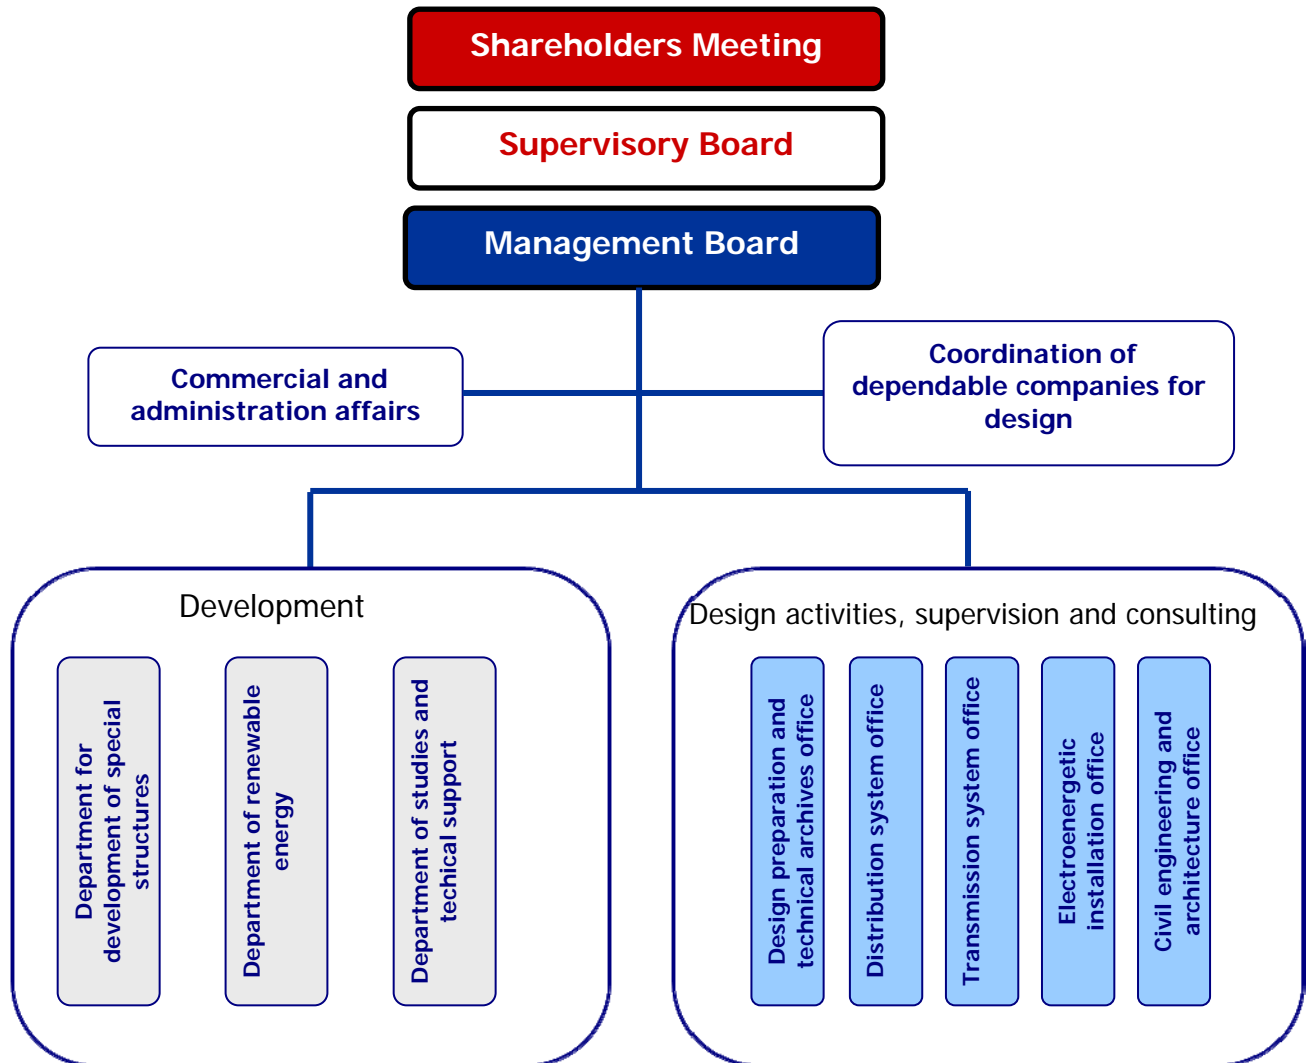 Shareholders Meeting
Supervisory Board
Management Board
Commercial and
administration affairs
Coordination of
dependable companies for
design
Development
Department for
development of special
structures
Department of renewable
energy
Department of studies and
techical support
Design activities, supervision and consulting
Design preparation and
technical archives office
Distribution system office
Transmission system office
Electroenergetic
installation office
Civil engineering and
architecture office